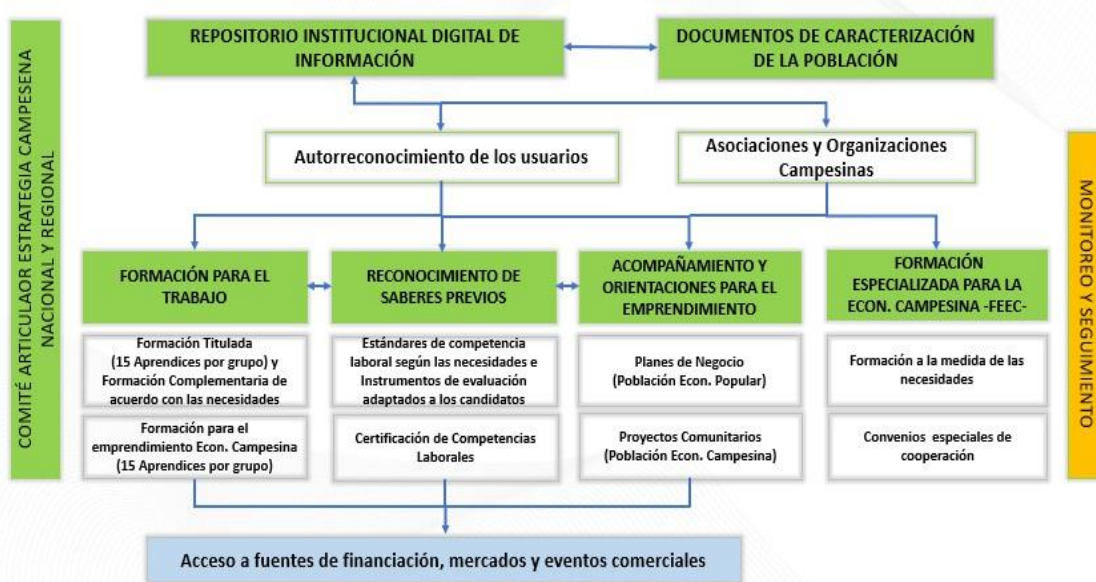 COMITÉ ARTICULAOR ESTRATEGIA CAMPESENA
NACIONAL Y REGIONAL
REPOSITORIO INSTITUCIONAL DIGITAL DE
INFORMACIÓN
DOCUMENTOS DE CARACTERIZACIÓN
DE LA POBLACIÓN
Autorreconocimiento de los usuarios
Asociaciones y Organizaciones
Campesinas
FORMACIÓN PARA EL
TRABAJO
RECONOCIMIENTO DE
SABERES PREVIOS
ACOMPAÑAMIENTO Y
ORIENTACIONES PARA EL
EMPRENDIMIENTO
FORMACIÓN
ESPECIALIZADA PARA LA
ECON. CAMPESINA -FEEC-
Formación Titulada
(15 Aprendices por grupo) y
Formación Complementaria de
acuerdo con las necesidades
Estándares de competencia
laboral según las necesidades e
Instrumentos de evaluación
adaptados a los candidatos
Planes de Negocio
(Población Econ. Popular)
Formación a la medida de las
necesidades
Formación para el
emprendimiento Econ. Campesina
(15 Aprendices por grupo)
Certificación de Competencias
Laborales
Proyectos Comunitarios
(Población Econ. Campesina)
Convenios especiales de
cooperación
Acceso a fuentes de financiación, mercados y eventos comerciales
MONITOREO Y SEGUIMIENTO